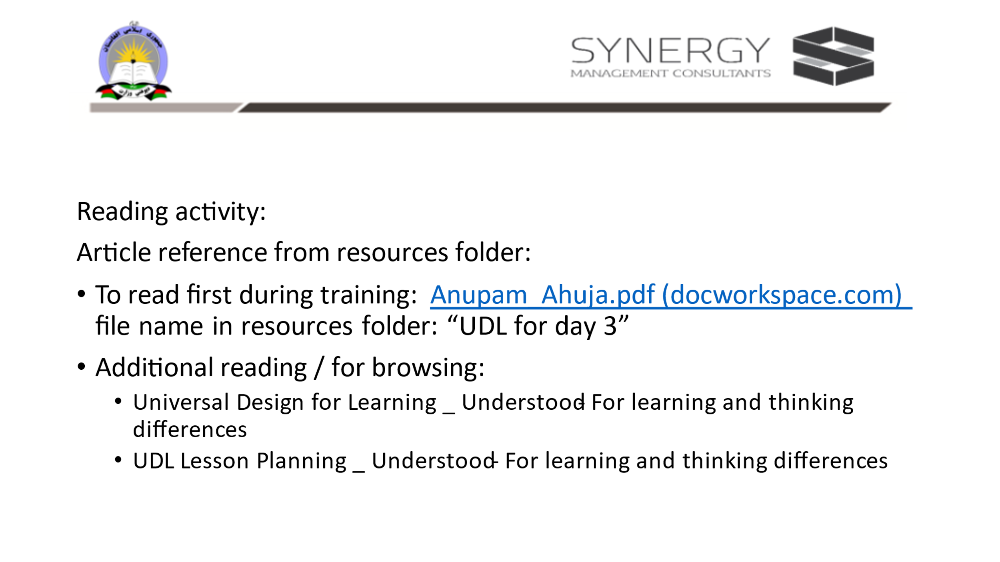 جمهوری اسلامی افغانستان
دپوهنې وزارت
SYNERGY
MANAGEMENT CONSULTANTS
Reading activity:
Article reference from resources folder:
• To read first during training: Anupam_Ahuja.pdf (docworkspace.com)
file name in resources folder: “UDL for day 3”
• Additional reading / for browsing:
• Universal Design for Learning _ Understood - For learning and thinking
differences
• UDL Lesson Planning _ Understood - For learning and thinking differences